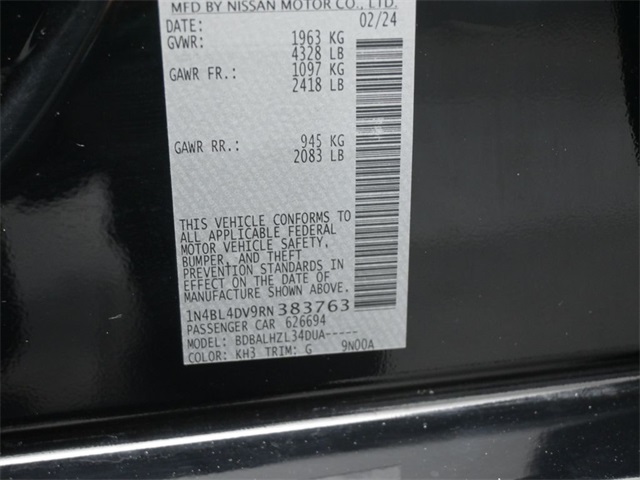 MFD BY NISSAN MOTOR CO., LTD.
DATE: 02/24
GVWR: 1963 KG
4328 LB
GAWR FR.: 1097 KG
2418 LB
GAWR RR.: 945 KG
2083 LB
THIS VEHICLE CONFORMS TO
ALL APPLICABLE FEDERAL
MOTOR VEHICLE SAFETY,
BUMPER, AND THEFT
PREVENTION STANDARDS IN
EFFECT ON THE DATE OF
MANUFACTURE SHOWN ABOVE.
1N4BL4DV9RN383763
PASSENGER CAR 626694
MODEL: BDBALHZL34DUA-----
COLOR: KH3 TRIM: G 9N00A